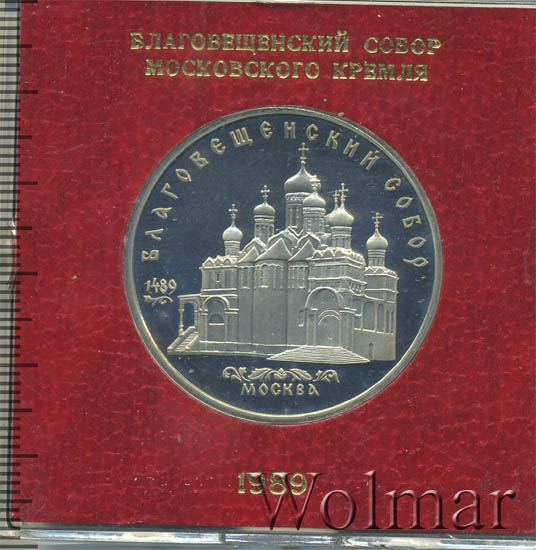 БЛАГОВЕЩЕНСКИЙ СОБОР
МОСКОВСКОГО КРЕМЛЯ
БЛАГОВЕЩЕНСКИЙ СОБОР
1489
МОСКВА
1989
Wolmar